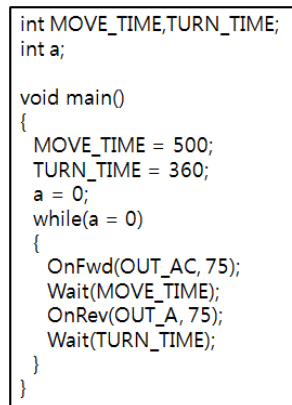 int MOVE_TIME,TURN_TIME;
int a;
void main()
{
MOVE_TIME = 500;
TURN_TIME = 360;
a = 0;
while(a = 0)
{
OnFwd(OUT_AC, 75);
Wait(MOVE_TIME);
OnRev(OUT_A, 75);
Wait(TURN_TIME);
}
}